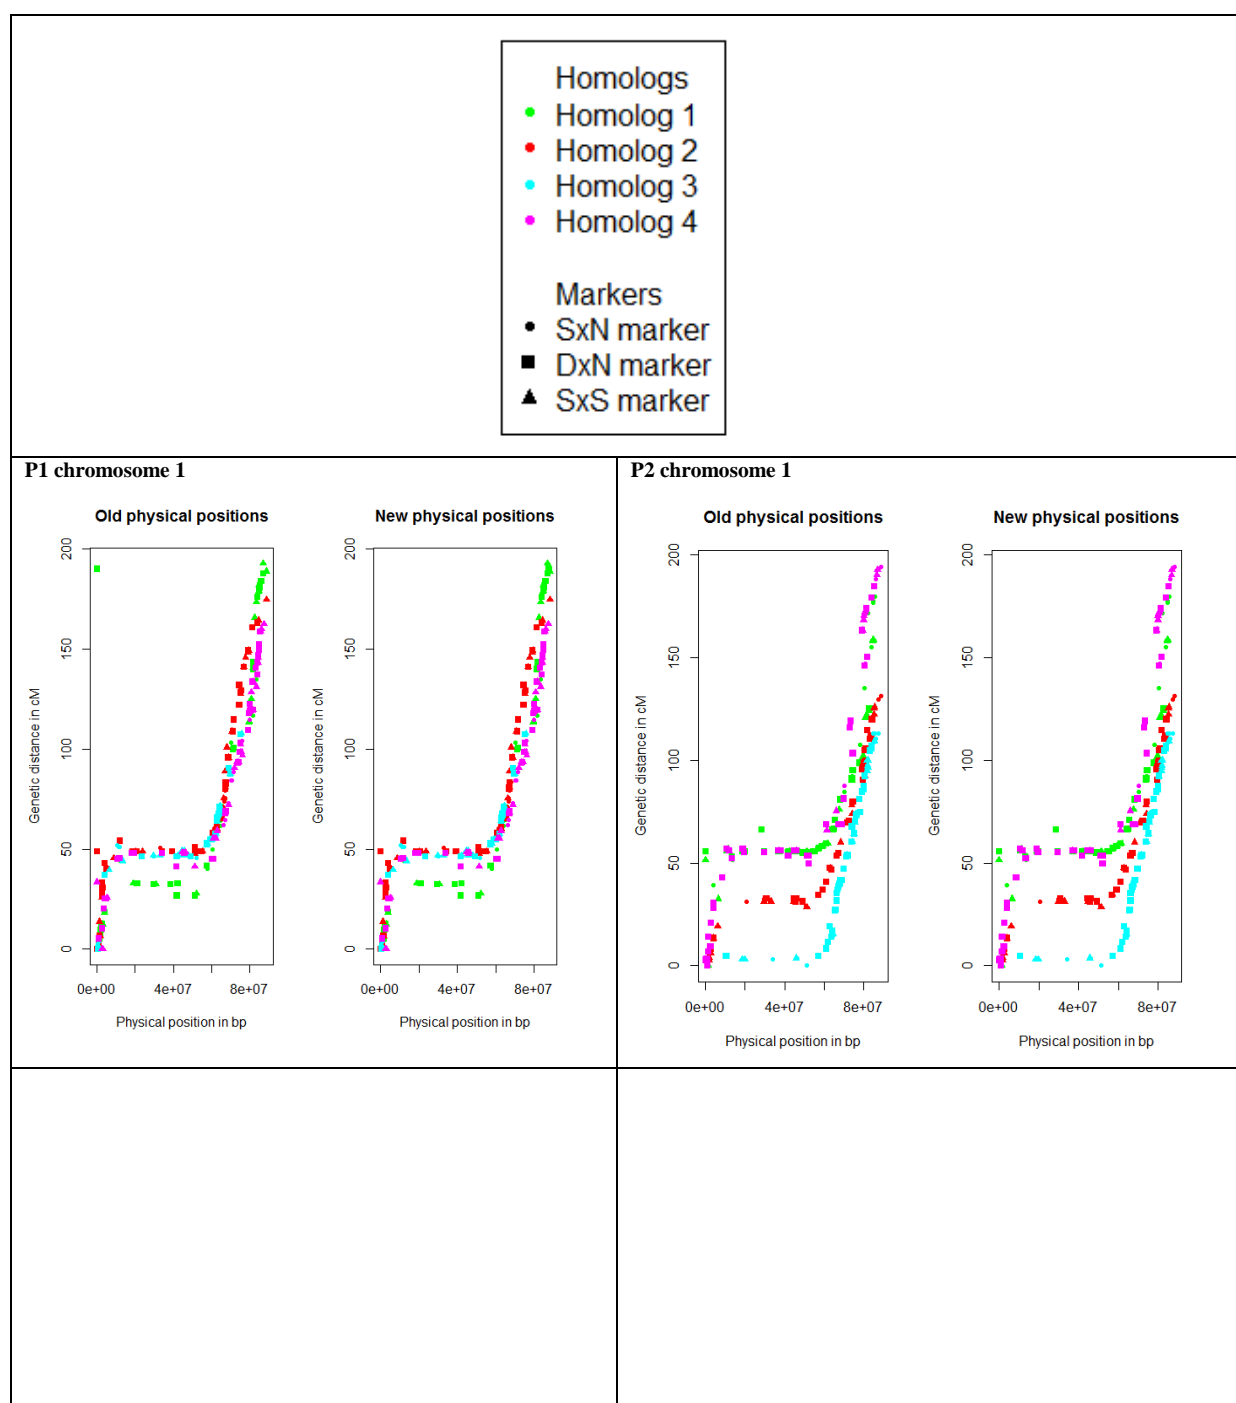 Homologs
Homolog 1
Homolog 2
Homolog 3
Homolog 4
Markers
SxN marker
DxN marker
SxS marker
P1 chromosome 1
Old physical positions
Genetic distance in cM
0
50
100
150
200
0e+00
4e+07
8e+07
Physical position in bp
New physical positions
Genetic distance in cM
0
50
100
150
200
0e+00
4e+07
8e+07
Physical position in bp
P2 chromosome 1
Old physical positions
Genetic distance in cM
0
50
100
150
200
0e+00
4e+07
8e+07
Physical position in bp
New physical positions
Genetic distance in cM
0
50
100
150
200
0e+00
4e+07
8e+07
Physical position in bp